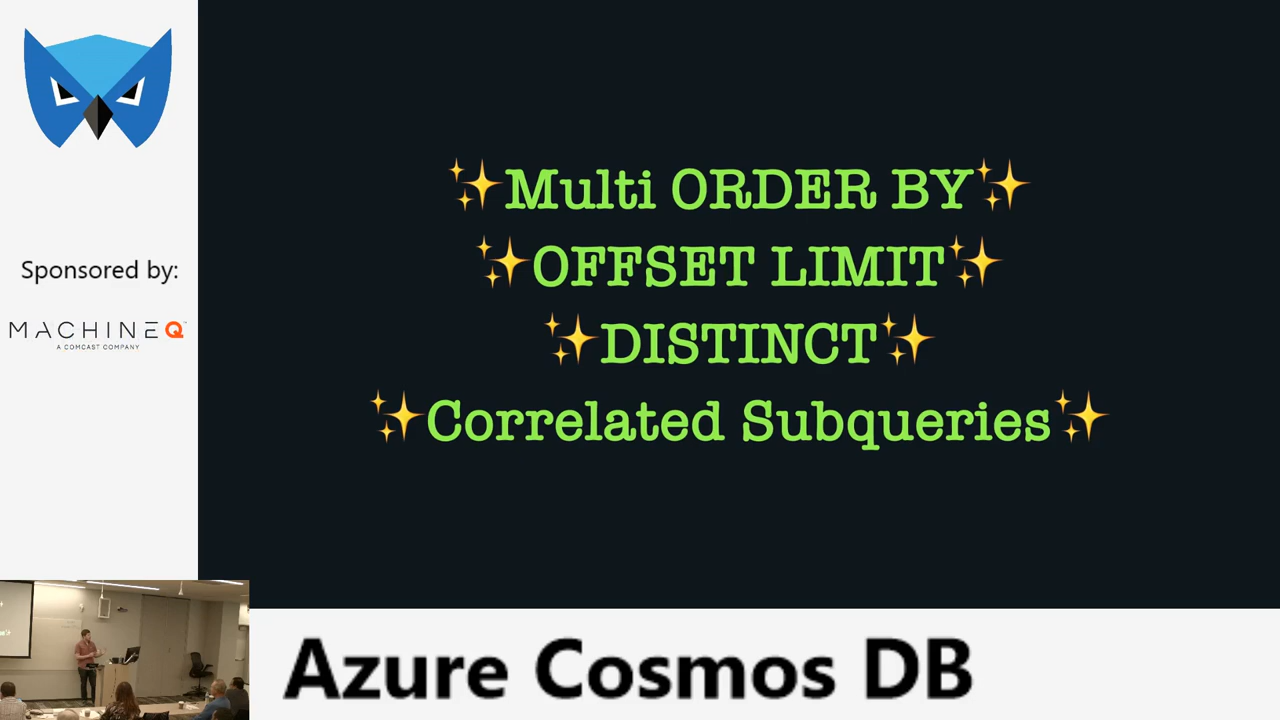 Sponsored by:
MACHINEQ
A COMCAST COMPANY
✨Multi ORDER BY✨
✨OFFSET LIMIT✨
✨DISTINCT✨
✨Correlated Subqueries✨
Azure Cosmos DB